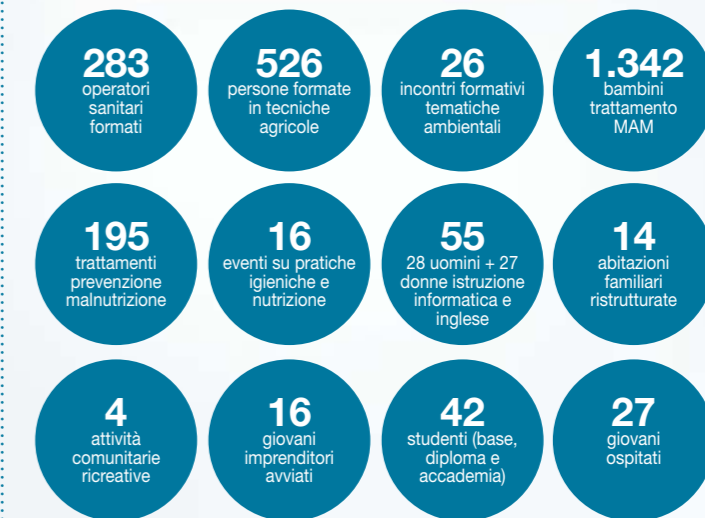 283
operatori
sanitari
formati
526
persone formate
in tecniche
agricole
26
incontri formativi
tematiche
ambientali
1.342
bambini
trattamento
MAM
195
trattamenti
prevenzione
malnutrizione
16
eventi su pratiche
igieniche e
nutrizione
55
28 uomini + 27
donne istruzione
informatica e
inglese
14
abitazioni
familiari
ristrutturate
4
attività
comunitarie
ricreative
16
giovani
imprenditori
avviati
42
studenti (base,
diploma e
accademia)
27
giovani
ospitati